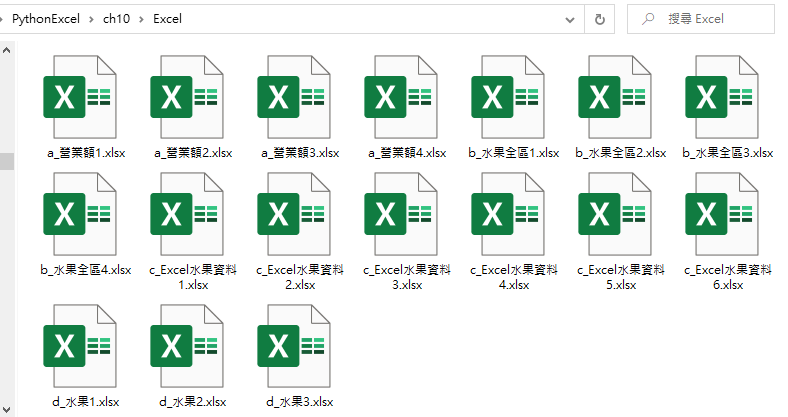 PythonExcel > ch10 > Excel
搜尋 Excel
a_營業額1.xlsx
a_營業額2.xlsx
a_營業額3.xlsx
a_營業額4.xlsx
b_水果全區1.xlsx
b_水果全區2.xlsx
b_水果全區3.xlsx
b_水果全區4.xlsx
c_Excel水果資料
1.xlsx
c_Excel水果資料
2.xlsx
c_Excel水果資料
3.xlsx
c_Excel水果資料
4.xlsx
c_Excel水果資料
5.xlsx
c_Excel水果資料
6.xlsx
d_水果1.xlsx
d_水果2.xlsx
d_水果3.xlsx